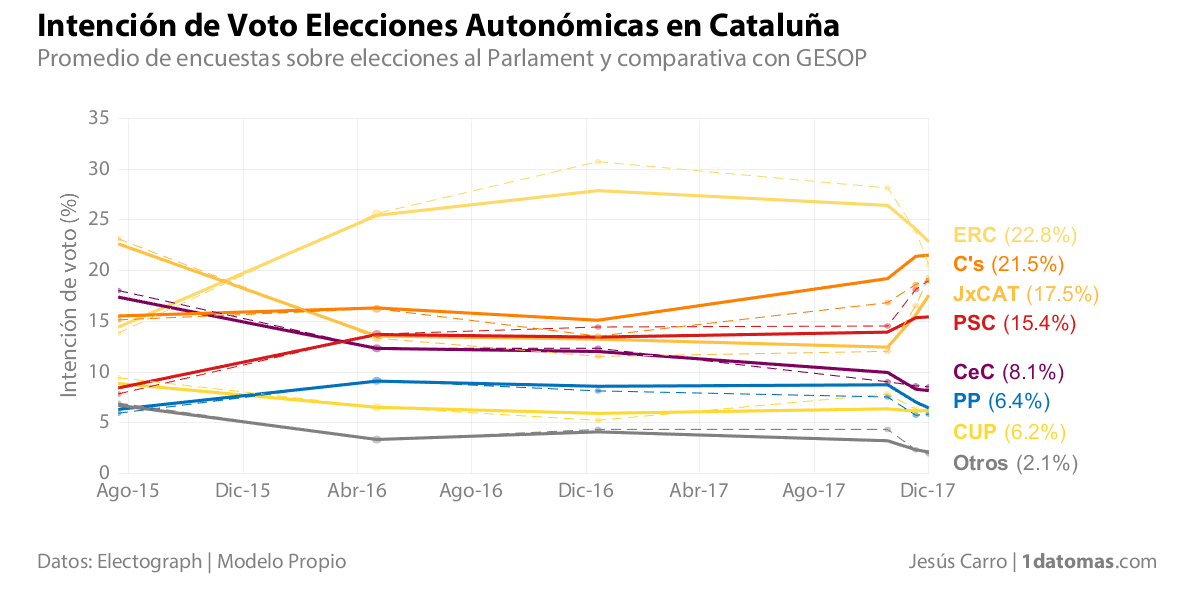 Intención de Voto Elecciones Autonómicas en Cataluña
Promedio de encuestas sobre elecciones al Parlament y comparativa con GESOP
Intención de voto (%)
35
30
25
20
15
10
5
0
Ago-15 Dic-15 Abr-16 Ago-16 Dic-16 Abr-17 Ago-17 Dic-17
ERC (22.8%)
C's (21.5%)
JxCAT (17.5%)
PSC (15.4%)
CeC (8.1%)
PP (6.4%)
CUP (6.2%)
Otros (2.1%)
Datos: Electograph | Modelo Propio
Jesús Carro | 1datomas.com